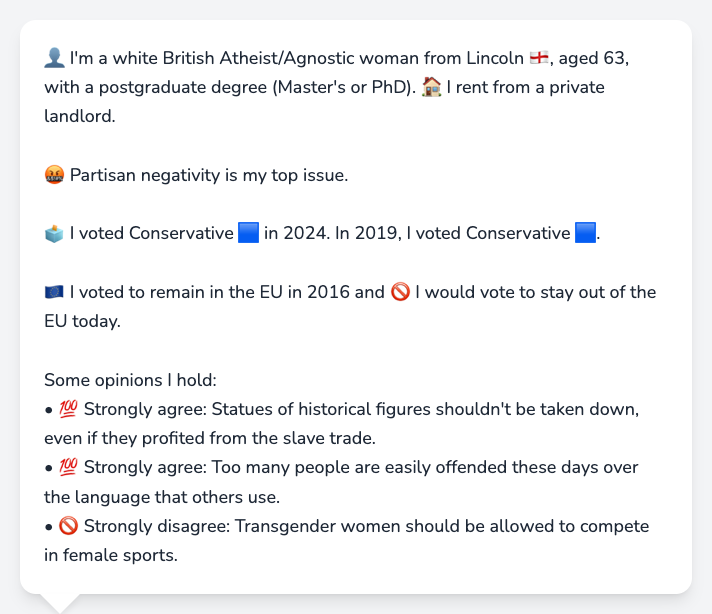 👤 I'm a white British Atheist/Agnostic woman from Lincoln 🏴󠁧󠁢󠁥󠁮󠁧󠁿, aged 63,
with a postgraduate degree (Master's or PhD). 🏠 I rent from a private
landlord.
🤬 Partisan negativity is my top issue.
🗳️ I voted Conservative 🟦 in 2024. In 2019, I voted Conservative 🟦.
🇪🇺 I voted to remain in the EU in 2016 and 🚫 I would vote to stay out of the
EU today.
Some opinions I hold:
• 💯 Strongly agree: Statues of historical figures shouldn't be taken down,
even if they profited from the slave trade.
• 💯 Strongly agree: Too many people are easily offended these days over
the language that others use.
• 🚫 Strongly disagree: Transgender women should be allowed to compete
in female sports.